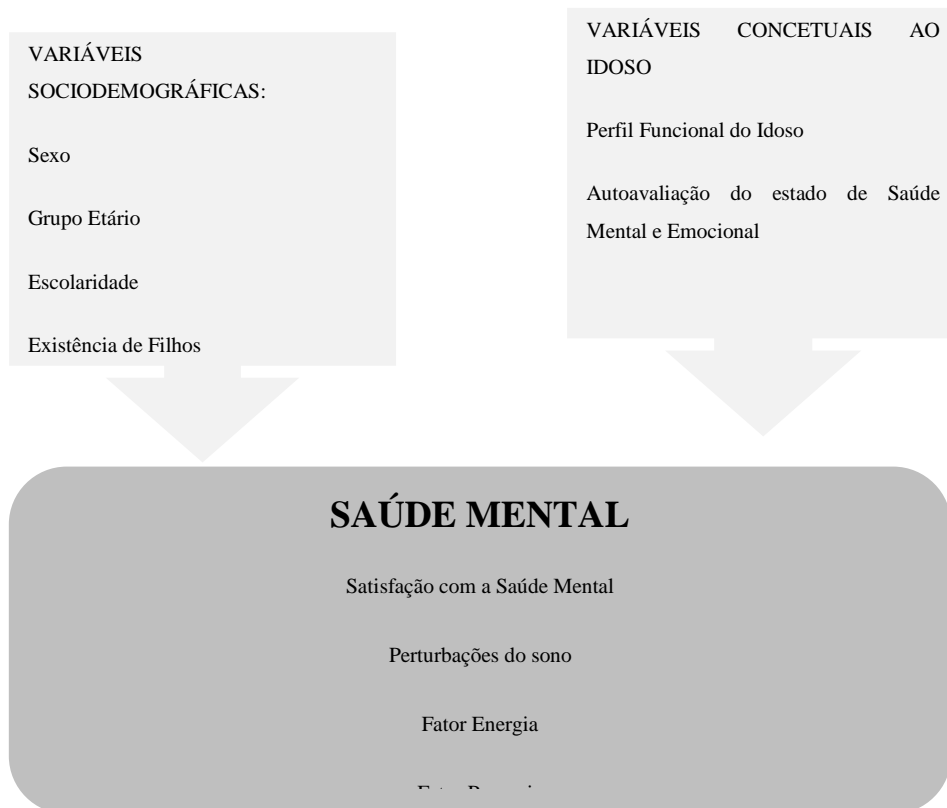 VARIÁVEIS
SOCIODEMOGRÁFICAS:
Sexo
Grupo Etário
Escolaridade
Existência de Filhos
VARIÁVEIS CONCETUAIS AO
IDOSO
Perfil Funcional do Idoso
Autoavaliação do estado de Saúde
Mental e Emocional
SAÚDE MENTAL
Satisfação com a Saúde Mental
Perturbações do sono
Fator Energia